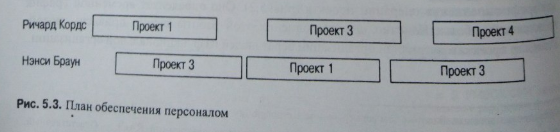 Ричард Кордс Проект 1 Проект 3 Проект 4
Нэнси Браун Проект 3 Проект 1 Проект 3
Рис. 5.3. План обеспечения персоналом